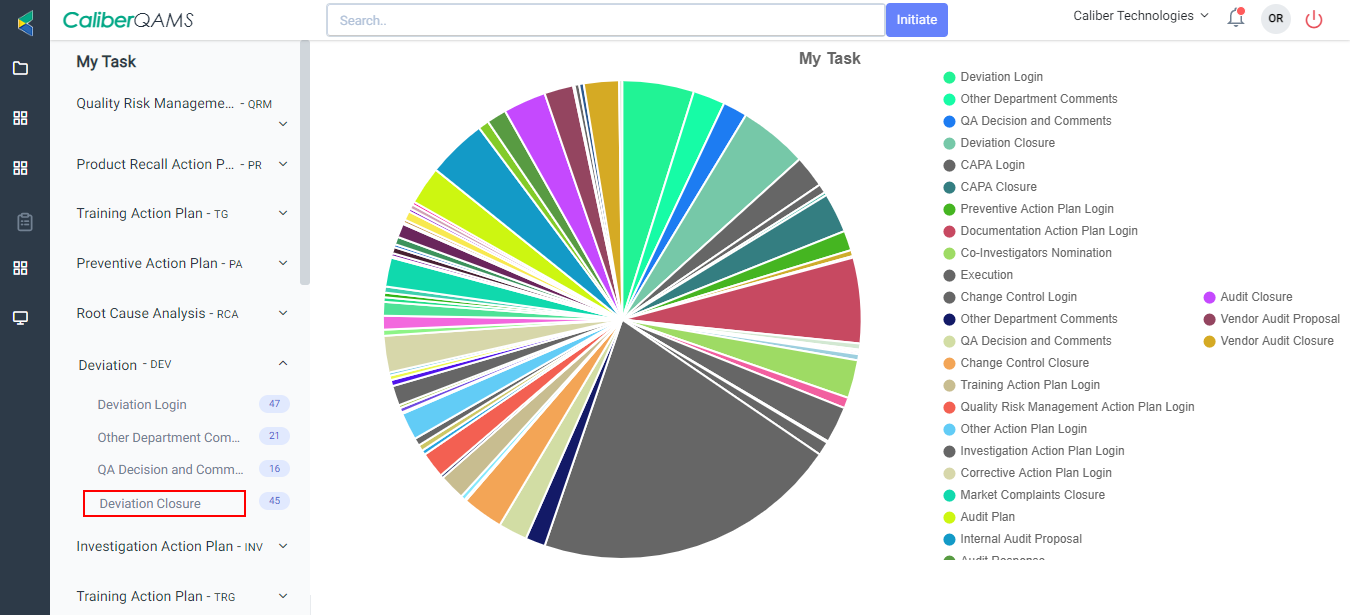 CaliberQAMS
Search..
Initiate
Caliber Technologies
OR
My Task
Quality Risk Manageme... - QRM
Product Recall Action P... - PR
Training Action Plan - TG
Preventive Action Plan - PA
Root Cause Analysis - RCA
Deviation - DEV
Deviation Login 47
Other Department Com... 21
QA Decision and Comm... 16
Deviation Closure 45
Investigation Action Plan - INV
Training Action Plan - TRG
My Task
Deviation Login
Other Department Comments
QA Decision and Comments
Deviation Closure
CAPA Login
CAPA Closure
Preventive Action Plan Login
Documentation Action Plan Login
Co-Investigators Nomination
Execution
Change Control Login
Other Department Comments
QA Decision and Comments
Change Control Closure
Training Action Plan Login
Quality Risk Management Action Plan Login
Other Action Plan Login
Investigation Action Plan Login
Corrective Action Plan Login
Market Complaints Closure
Audit Plan
Internal Audit Proposal
Audit Response
Audit Closure
Vendor Audit Proposal
Vendor Audit Closure